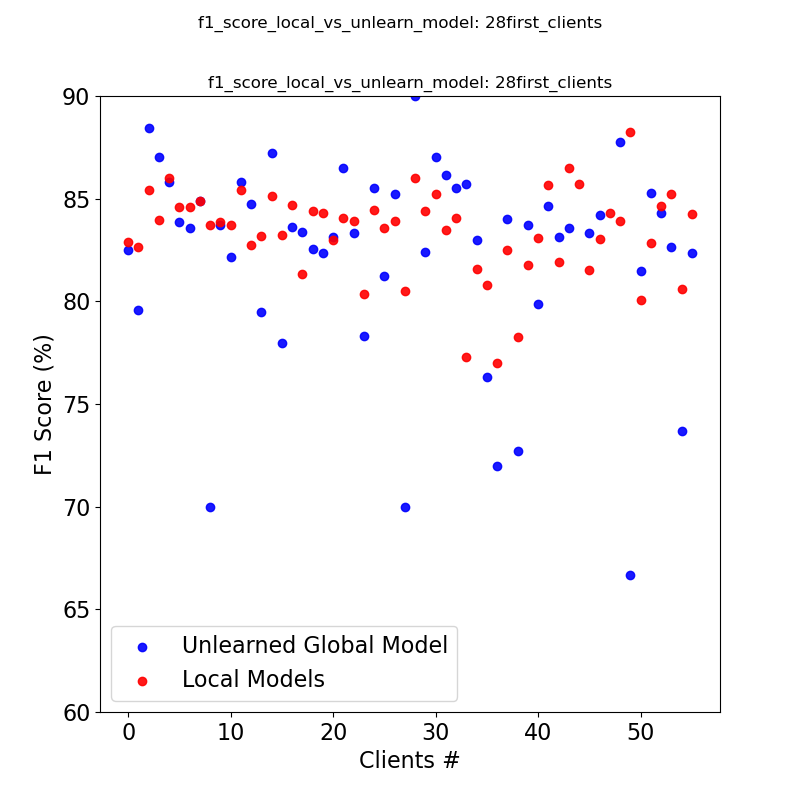 f1_score_local_vs_unlearn_model: 28first_clients
f1_score_local_vs_unlearn_model: 28first_clients
90
85
80
75
70
65
60
F1 Score (%)
Unlearned Global Model
Local Models
0 10 20 30 40 50
Clients #